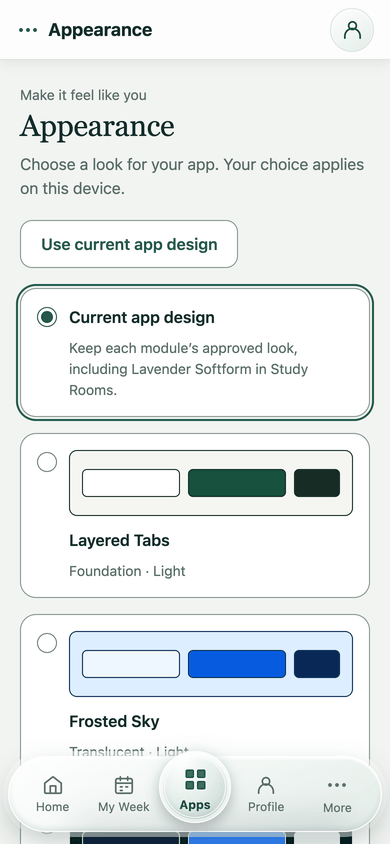 Appearance
Make it feel like you
Appearance
Choose a look for your app. Your choice applies
on this device.
Use current app design
Current app design
Keep each module's approved look,
including Lavender Softform in Study
Rooms.
Layered Tabs
Foundation · Light
Frosted Sky
Translucent · Light
Home
My Week
Apps
Profile
More